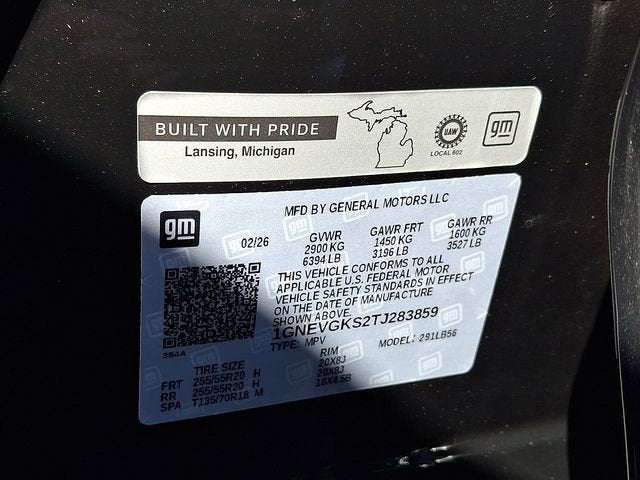 BUILT WITH PRIDE
Lansing, Michigan
UAW
LOCAL 602
gm
gm
MFD BY GENERAL MOTORS LLC
02/26
GVWR GAWR FRT GAWR RR
2900 KG 1450 KG 1600 KG
6394 LB 3196 LB 3527 LB
THIS VEHICLE CONFORMS TO ALL
APPLICABLE U.S. FEDERAL MOTOR
VEHICLE SAFETY STANDARDS IN EFFECT
ON THE DATE OF MANUFACTURE
SHOWN ABOVE.
1GNEVGKS2TJ283859
TYPE: MPV MODEL: 291LB56
384A
TIRE SIZE RIM
FRT 255/55R20 H 20X8J
RR 255/55R20 H 20X8J
SPA T135/70R18 M 18X4.5B